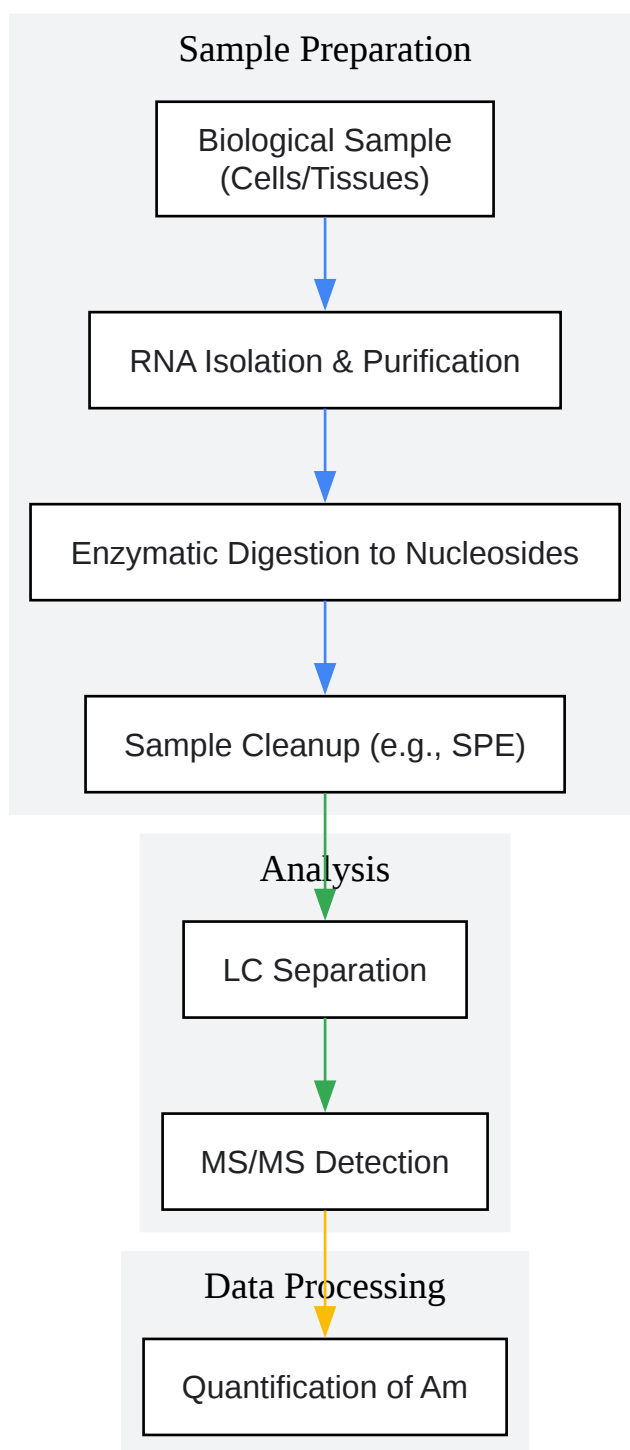 Sample Preparation
Biological Sample
(Cells/Tissues)
RNA Isolation & Purification
Enzymatic Digestion to Nucleosides
Sample Cleanup (e.g., SPE)
Analysis
LC Separation
MS/MS Detection
Data Processing
Quantification of Am